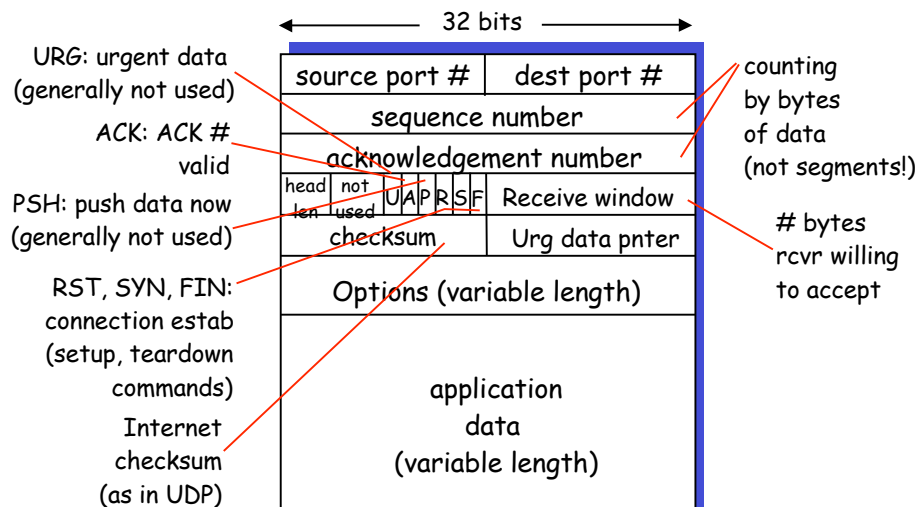 32 bits
URG: urgent data
(generally not used)
ACK: ACK #
valid
PSH: push data now
(generally not used)
RST, SYN, FIN:
connection estab
(setup, teardown
commands)
Internet
checksum
(as in UDP)
source port #
dest port #
sequence number
acknowledgement number
head
len
not
used
U A P R S F
Receive window
checksum
Urg data pnter
Options (variable length)
application
data
(variable length)
counting
by bytes
of data
(not segments!)
# bytes
rcvr willing
to accept